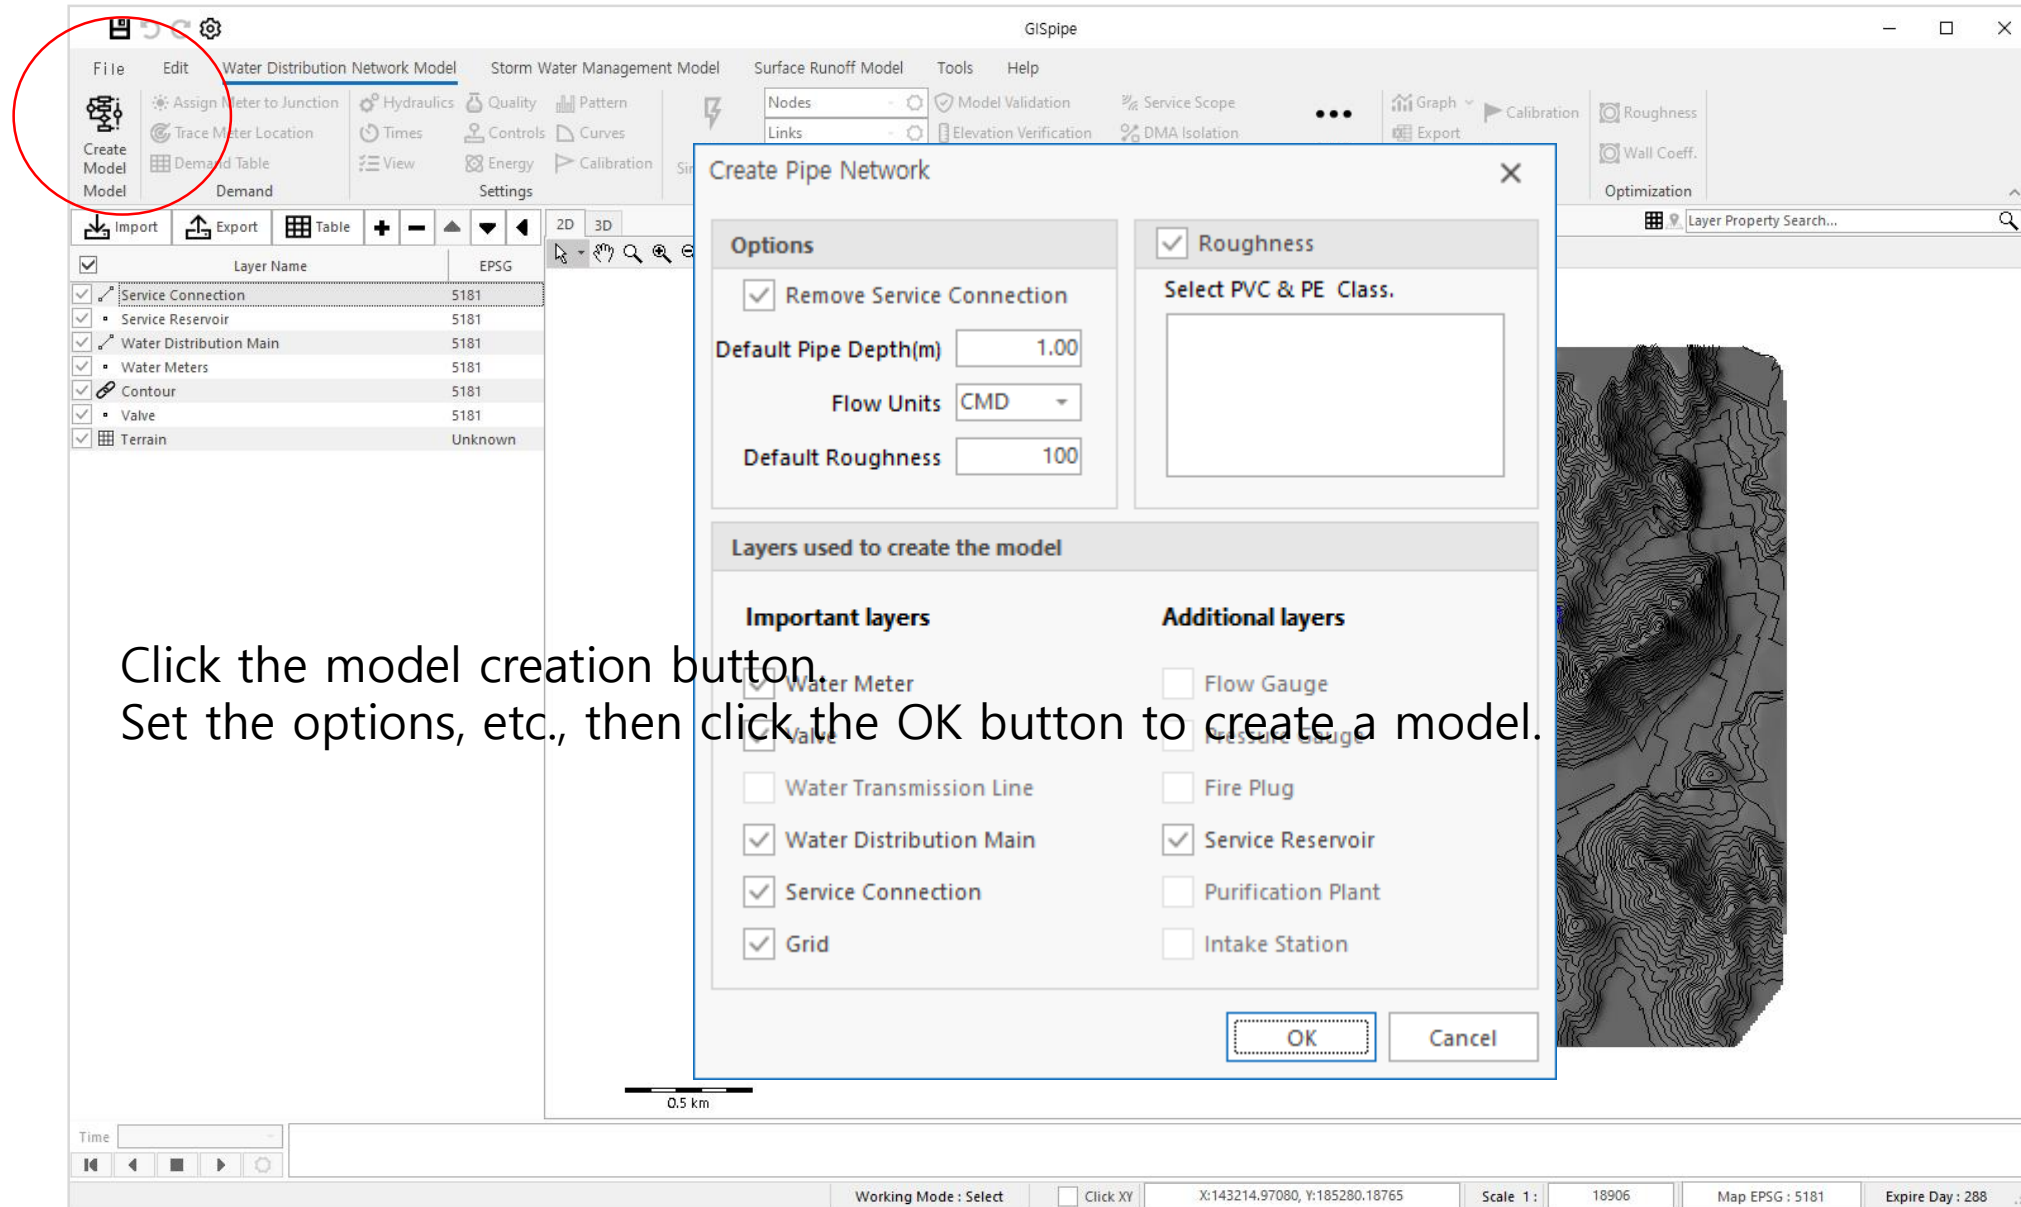 GISpipe
File Edit Water Distribution Network Model Storm Water Management Model Surface Runoff Model Tools Help
Assign Meter to Junction Hydraulics Quality Pattern Nodes Model Validation Service Scope Graph Calibration Roughness
Trace Meter Location Times Controls Curves Links Elevation Verification DMA Isolation Export
Create
Model Demand Table View Energy Calibration Wall Coeff.
Model Demand Settings Optimization
Import Export Table 2D 3D Layer Property Search...
Layer Name EPSG
Service Connection 5181
Service Reservoir 5181
Water Distribution Main 5181
Water Meters 5181
Contour 5181
Valve 5181
Terrain Unknown
Create Pipe Network
Options
Remove Service Connection
Default Pipe Depth(m) 1.00
Flow Units CMD
Default Roughness 100
Roughness
Select PVC & PE Class.
Layers used to create the model
Important layers
Water Meter
Valve
Water Transmission Line
Water Distribution Main
Service Connection
Grid
Additional layers
Flow Gauge
Pressure Gauge
Fire Plug
Service Reservoir
Purification Plant
Intake Station
OK Cancel
Click the model creation button.
Set the options, etc., then click the OK button to create a model.
0.5 km
Time
Working Mode : Select Click XY X:143214.97080, Y:185280.18765 Scale 1 : 18906 Map EPSG : 5181 Expire Day : 288